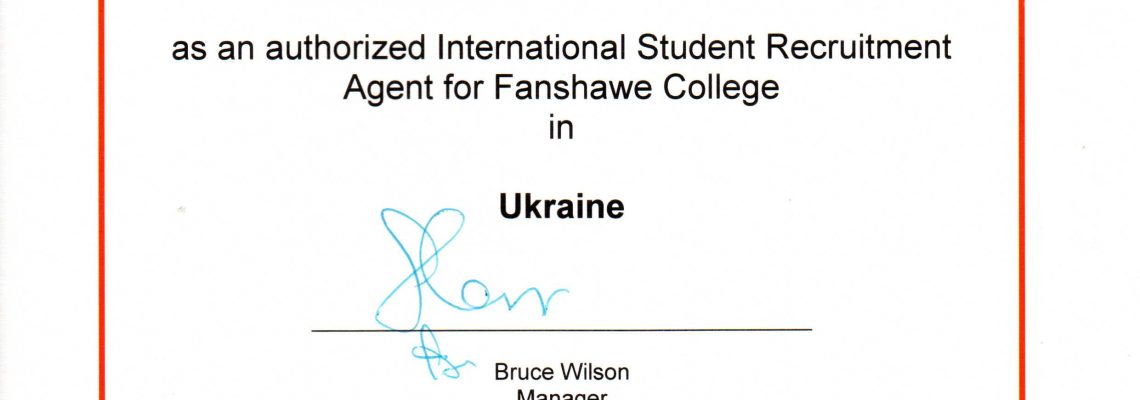 as an authorized International Student Recruitment
Agent for Fanshawe College
in
Ukraine
Bruce Wilson
Manager